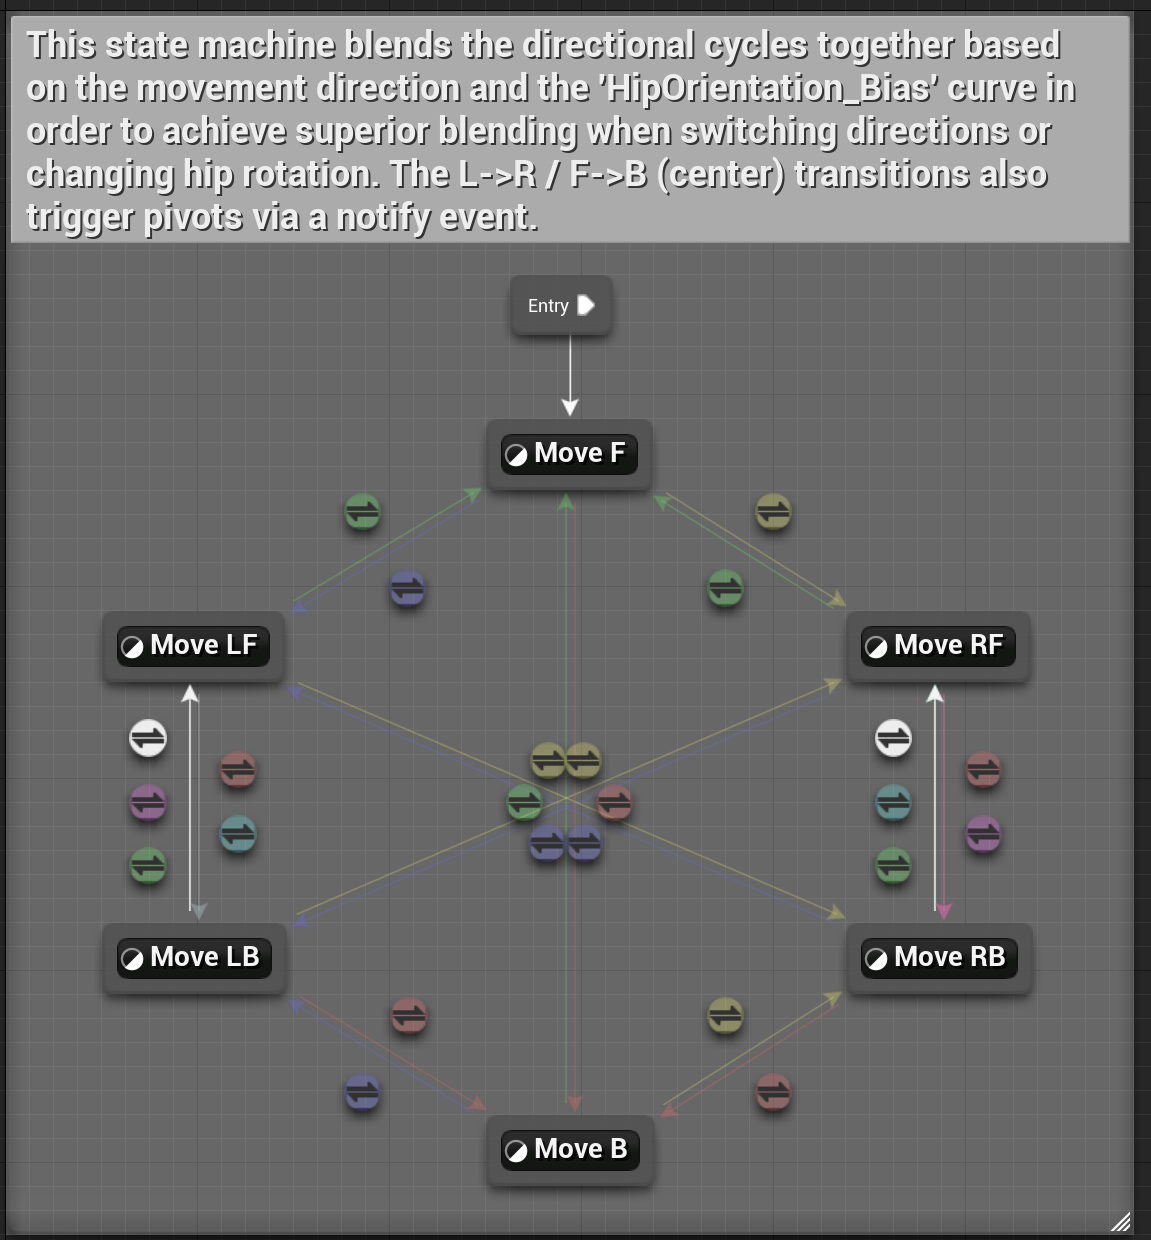 This state machine blends the directional cycles together based
on the movement direction and the 'HipOrientation_Bias' curve in
order to achieve superior blending when switching directions or
changing hip rotation. The L->R / F->B (center) transitions also
trigger pivots via a notify event.
Entry
Move F
Move LF
Move RF
Move LB
Move RB
Move B